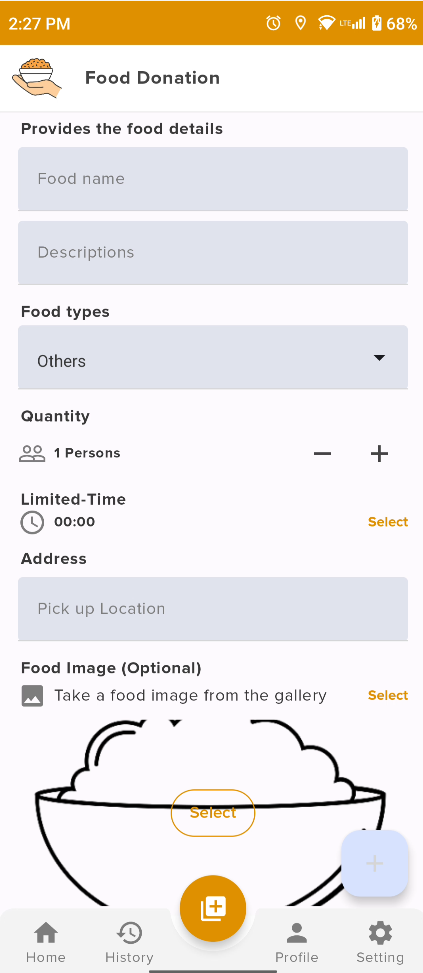 2:27 PM
LTE
68%
Food Donation
Provides the food details
Food name
Descriptions
Food types
Others
Quantity
1 Persons
Limited-Time
00:00
Select
Address
Pick up Location
Food Image (Optional)
Take a food image from the gallery
Select
Select
Home
History
Profile
Setting